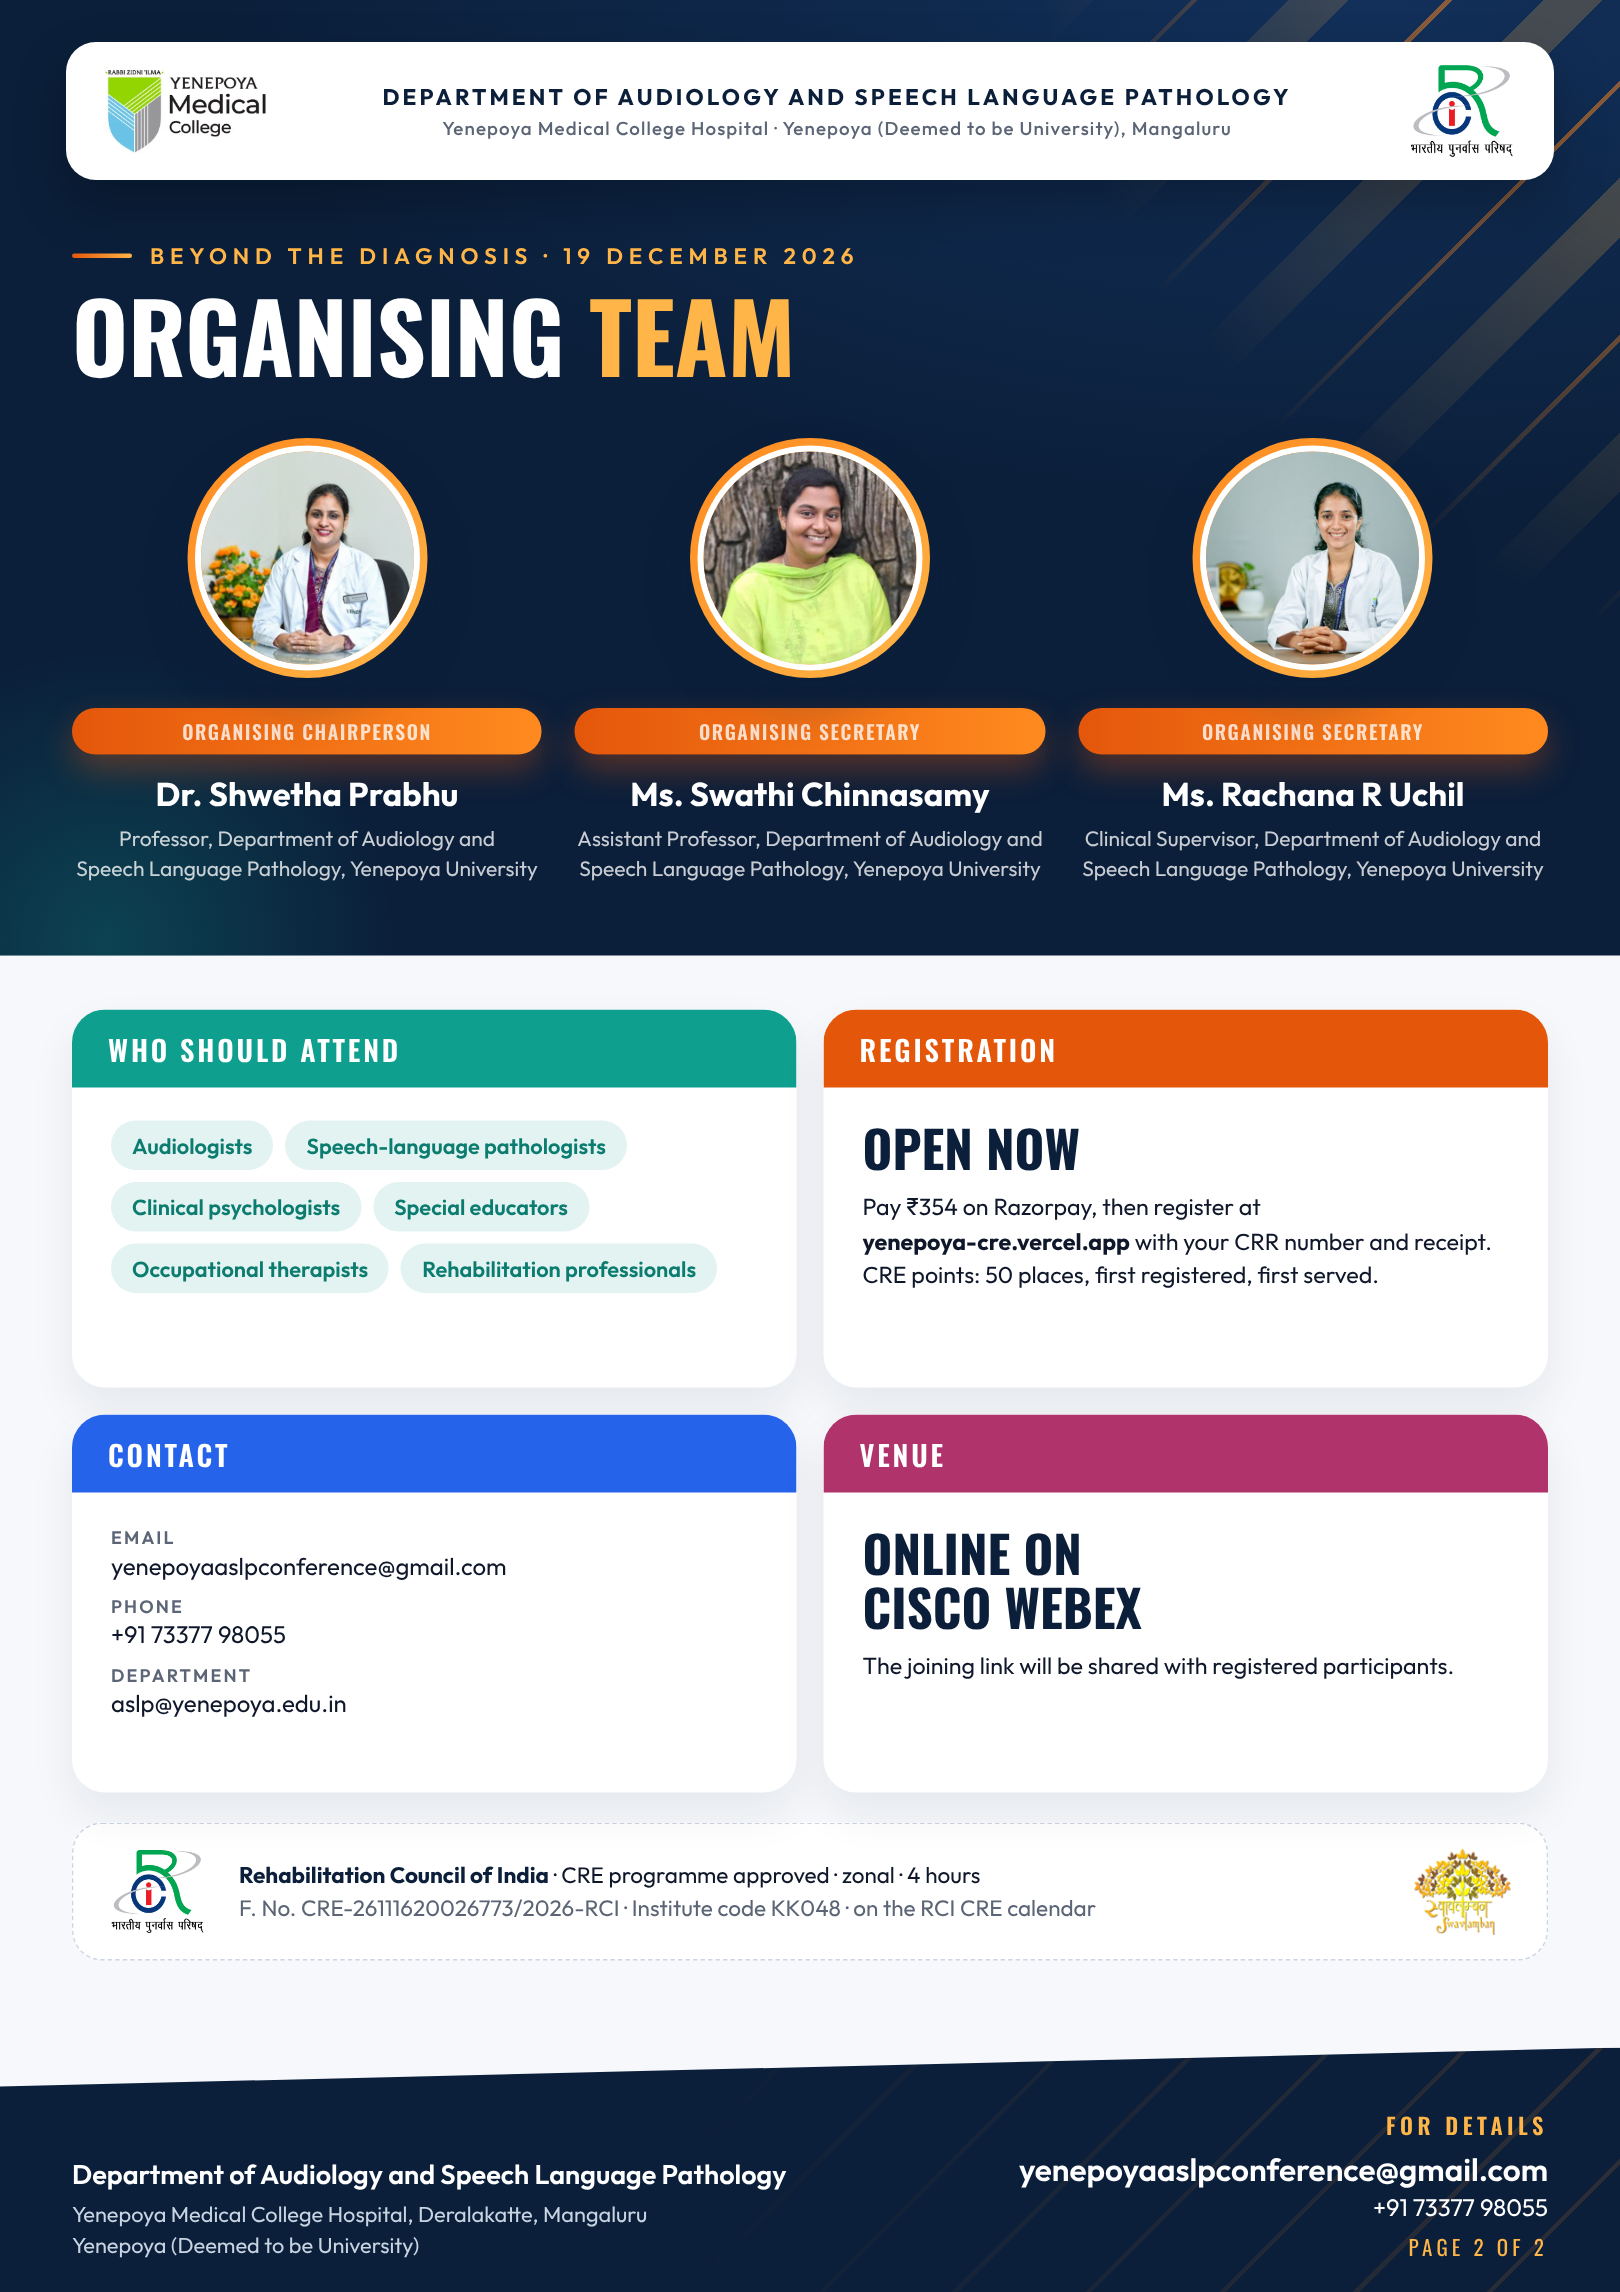 ·RABBI ZIDNI 'ILMA·
YENEPOYA
Medical
College
DEPARTMENT OF AUDIOLOGY AND SPEECH LANGUAGE PATHOLOGY
Yenepoya Medical College Hospital · Yenepoya (Deemed to be University), Mangaluru
भारतीय पुनर्वास परिषद्
BEYOND THE DIAGNOSIS · 19 DECEMBER 2026
ORGANISING TEAM
ORGANISING CHAIRPERSON
Dr. Shwetha Prabhu
Professor, Department of Audiology and
Speech Language Pathology, Yenepoya University
ORGANISING SECRETARY
Ms. Swathi Chinnasamy
Assistant Professor, Department of Audiology and
Speech Language Pathology, Yenepoya University
ORGANISING SECRETARY
Ms. Rachana R Uchil
Clinical Supervisor, Department of Audiology and
Speech Language Pathology, Yenepoya University
WHO SHOULD ATTEND
Audiologists
Speech-language pathologists
Clinical psychologists
Special educators
Occupational therapists
Rehabilitation professionals
REGISTRATION
OPEN NOW
Pay ₹354 on Razorpay, then register at
yenepoya-cre.vercel.app with your CRR number and receipt.
CRE points: 50 places, first registered, first served.
CONTACT
EMAIL
yenepoyaaslpconference@gmail.com
PHONE
+91 73377 98055
DEPARTMENT
aslp@yenepoya.edu.in
VENUE
ONLINE ON
CISCO WEBEX
The joining link will be shared with registered participants.
भारतीय पुनर्वास परिषद्
Rehabilitation Council of India · CRE programme approved · zonal · 4 hours
F. No. CRE-26111620026773/2026-RCI · Institute code KK048 · on the RCI CRE calendar
स्वावलम्बन
Swavlamban
Department of Audiology and Speech Language Pathology
Yenepoya Medical College Hospital, Deralakatte, Mangaluru
Yenepoya (Deemed to be University)
FOR DETAILS
yenepoyaaslpconference@gmail.com
+91 73377 98055
PAGE 2 OF 2